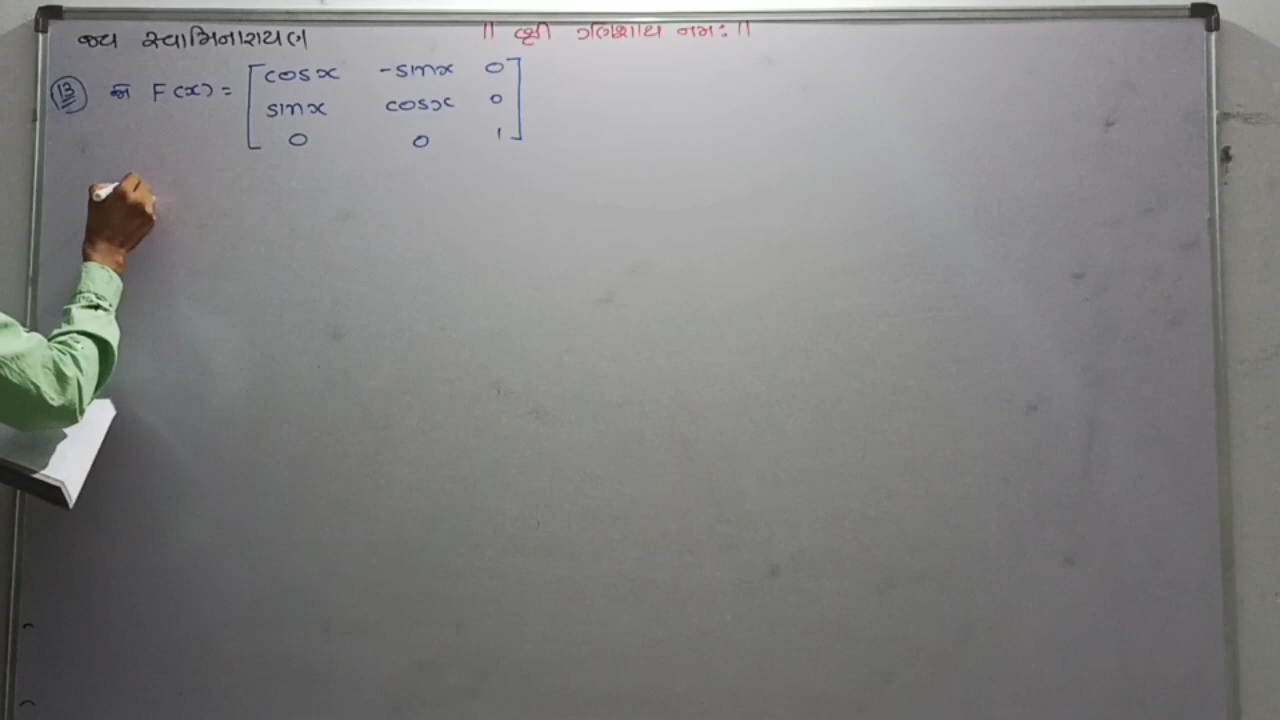 જય સ્વામિનારાયણ
|| શ્રી ગણેશાય નમઃ ||
(13) જો F(x) = [ cosx -sinx 0
sinx cosx 0
0 0 1 ]